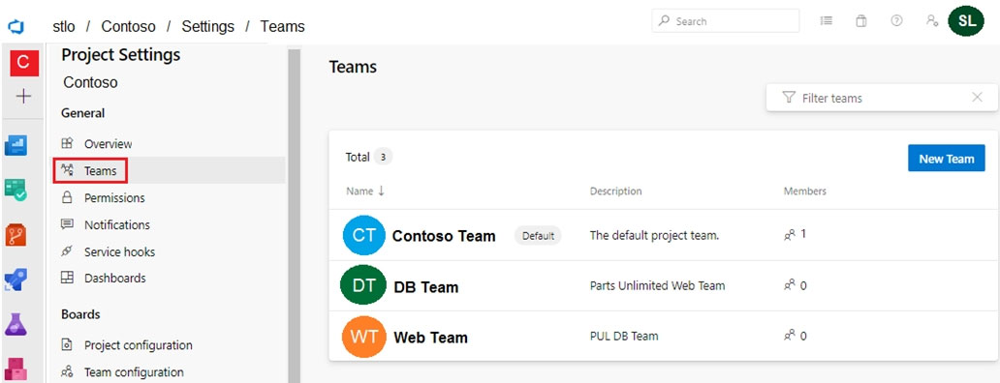 stlo / Contoso / Settings / Teams
Search
SL
C
Project Settings
Contoso
General
Overview
Teams
Permissions
Notifications
Service hooks
Dashboards
Boards
Project configuration
Team configuration
Teams
Filter teams
Total 3
New Team
Name ↓ Description Members
CT Contoso Team Default The default project team. 1
DT DB Team Parts Unlimited Web Team 0
WT Web Team PUL DB Team 0